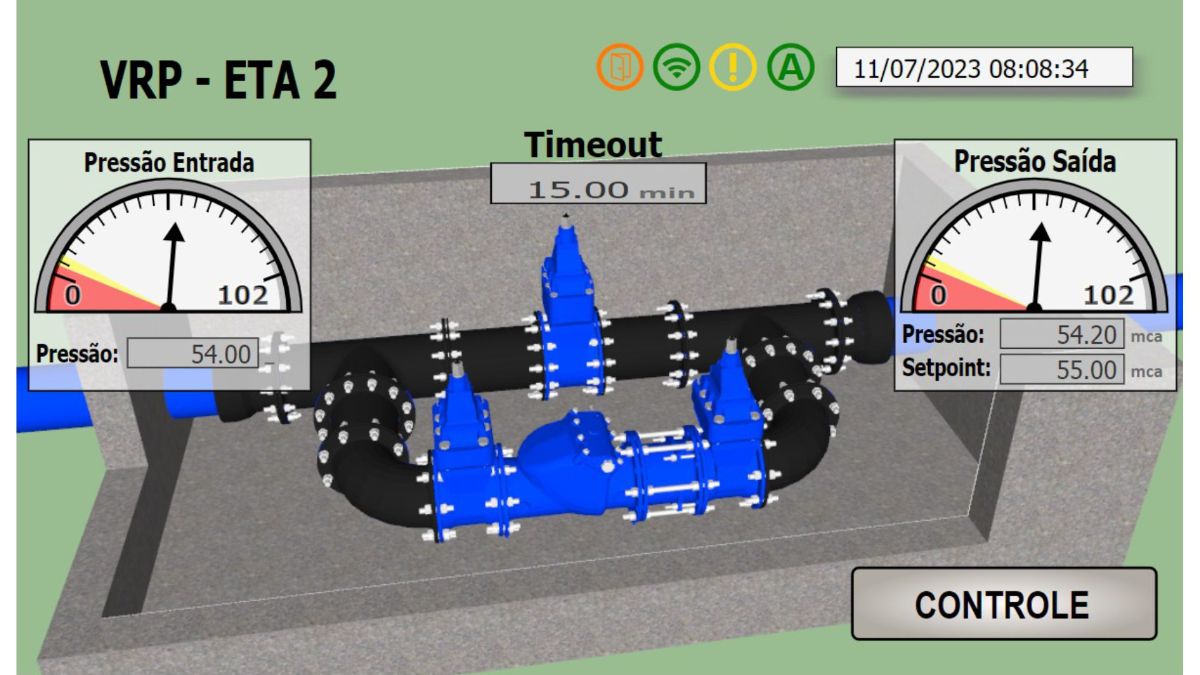 VRP - ETA 2
A
11/07/2023 08:08:34
Timeout
15.00 min
Pressão Entrada
0
102
Pressão: 54.00
Pressão Saída
0
102
Pressão: 54.20 mca
Setpoint: 55.00 mca
CONTROLE